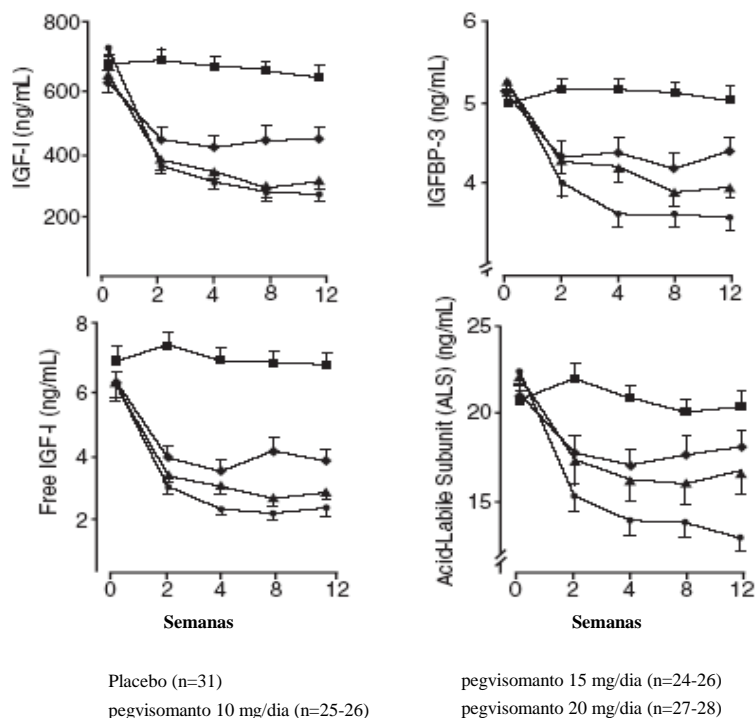 800
600
400
200
IGF-I (ng/mL)
0 2 4 8 12
6
5
4
IGFBP-3 (ng/mL)
0 2 4 8 12
8
6
4
2
Free IGF-I (ng/mL)
0 2 4 8 12
Semanas
25
20
15
Acid-Labile Subunit (ALS) (ng/mL)
0 2 4 8 12
Semanas
Placebo (n=31)
pegvisomanto 15 mg/dia (n=24-26)
pegvisomanto 10 mg/dia (n=25-26)
pegvisomanto 20 mg/dia (n=27-28)